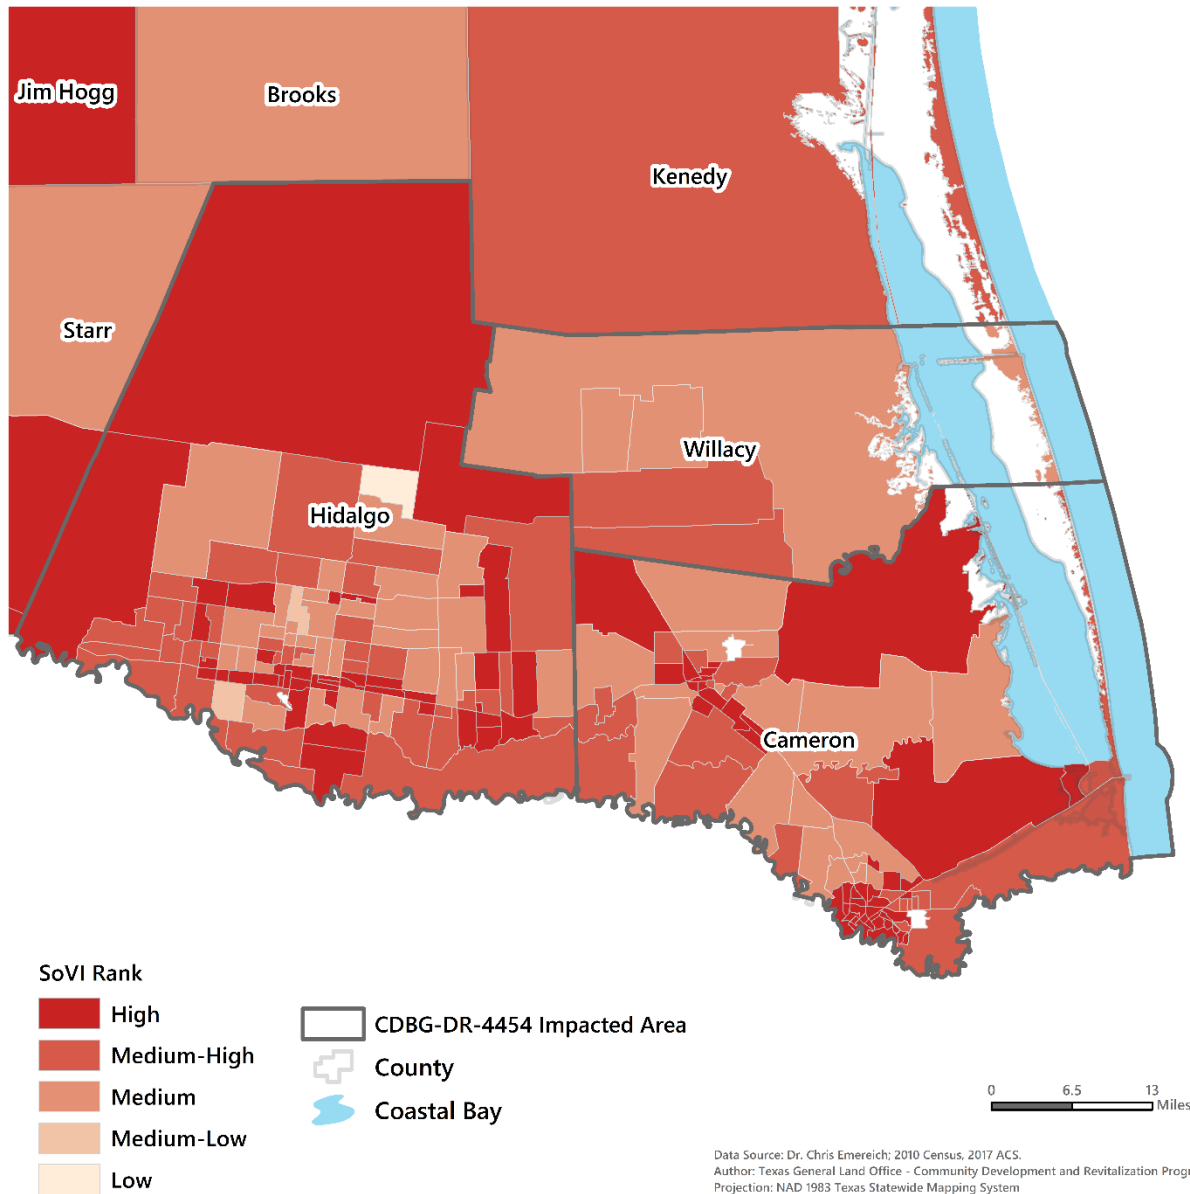 Jim Hogg
Brooks
Kenedy
Starr
Willacy
Hidalgo
Cameron
SoVI Rank
High
Medium-High
Medium
Medium-Low
Low
CDBG-DR-4454 Impacted Area
County
Coastal Bay
0 6.5 13
Miles
Data Source: Dr. Chris Emereich; 2010 Census, 2017 ACS.
Author: Texas General Land Office - Community Development and Revitalization Progr
Projection: NAD 1983 Texas Statewide Mapping System